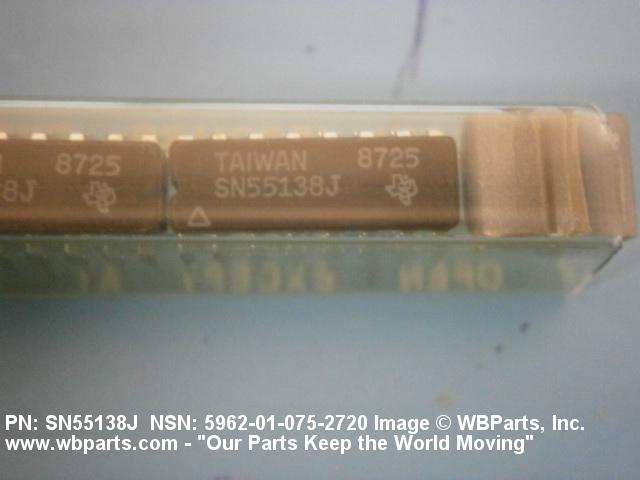 8725
8J
TAIWAN 8725
SN55138J
PN: SN55138J NSN: 5962-01-075-2720 Image © WBParts, Inc.
www.wbparts.com - "Our Parts Keep the World Moving"